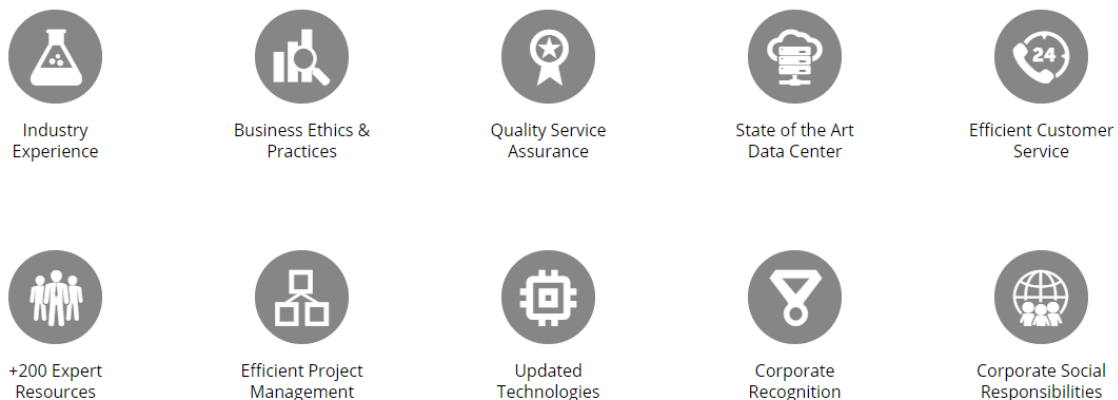 24
Industry
Experience
Business Ethics &
Practices
Quality Service
Assurance
State of the Art
Data Center
Efficient Customer
Service
+200 Expert
Resources
Efficient Project
Management
Updated
Technologies
Corporate
Recognition
Corporate Social
Responsibilities